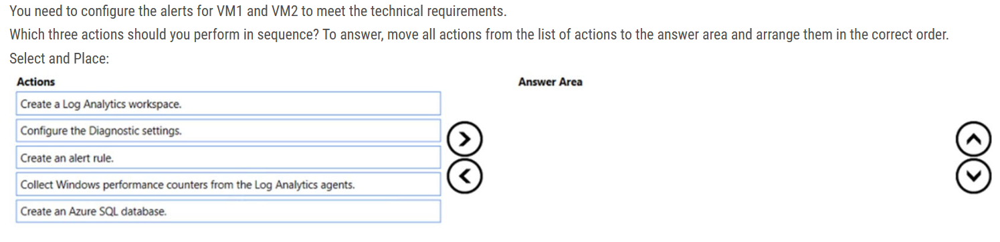 You need to configure the alerts for VM1 and VM2 to meet the technical requirements.
Which three actions should you perform in sequence? To answer, move all actions from the list of actions to the answer area and arrange them in the correct order.
Select and Place:
Actions
Answer Area
Create a Log Analytics workspace.
Configure the Diagnostic settings.
Create an alert rule.
Collect Windows performance counters from the Log Analytics agents.
Create an Azure SQL database.